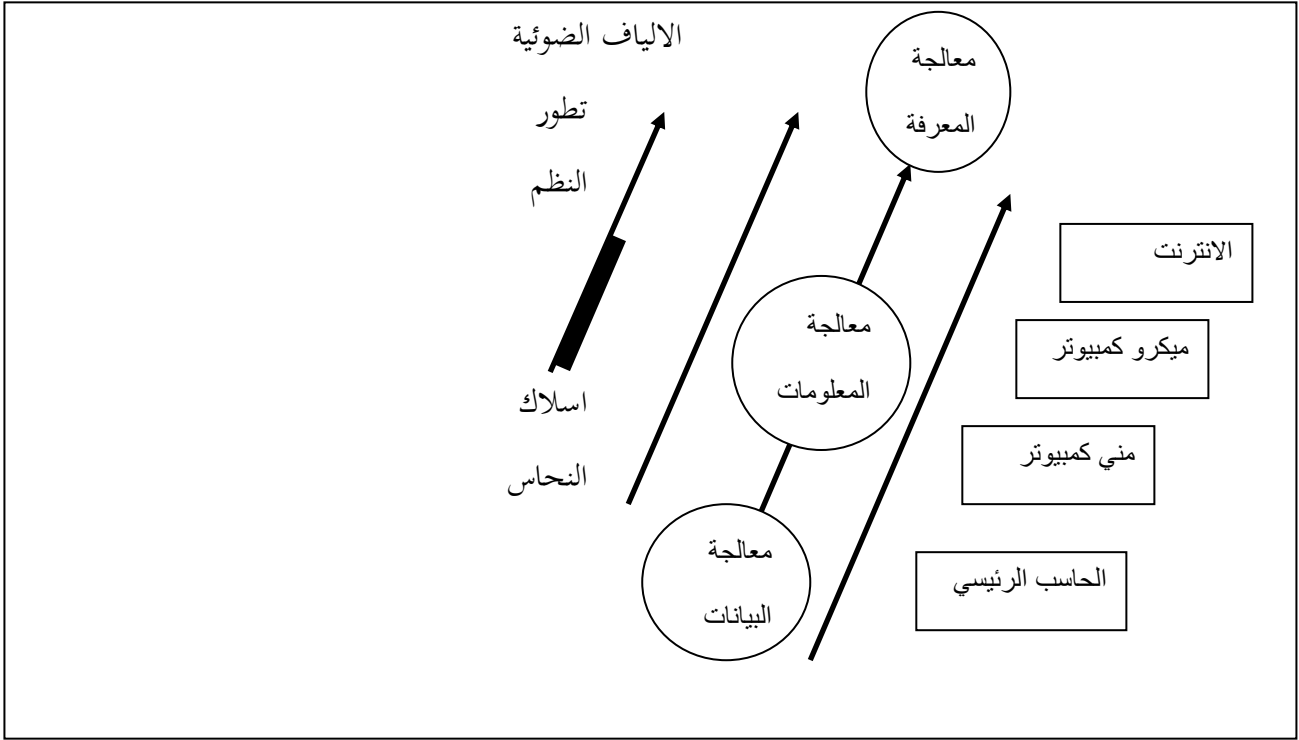 الالياف الضوئية
تطور
النظم
اسلاك
النحاس
معالجة
المعرفة
معالجة
المعلومات
معالجة
البيانات
الانترنت
ميكرو كمبيوتر
مني كمبيوتر
الحاسب الرئيسي